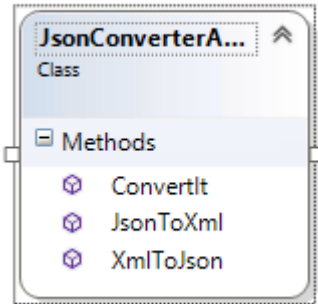 JsonConverterA...
Class
Methods
ConvertIt
JsonToXml
XmlToJson